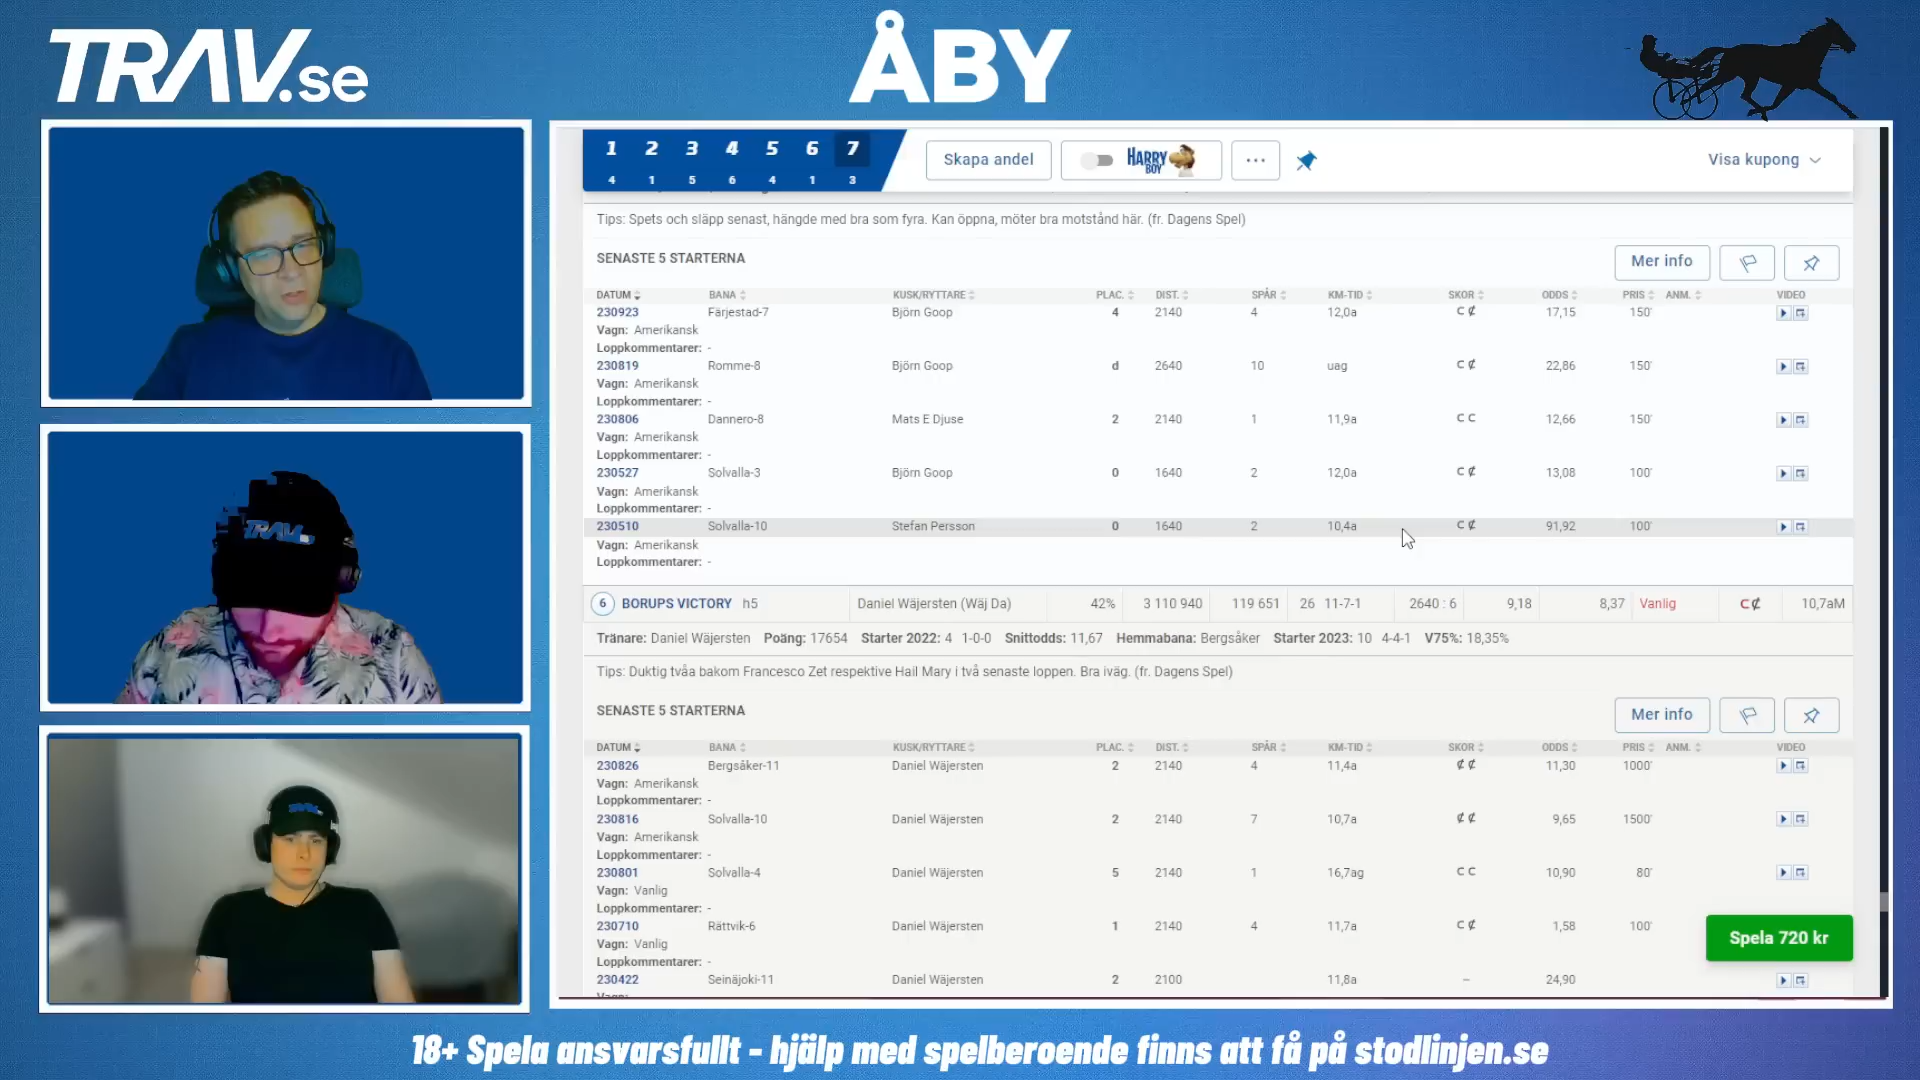 TRAV.se
ÅBY
1 2 3 4 5 6 7
4 1 5 6 4 1 3
Skapa andel
HARRY BOY
...
Visa kupong
Tips: Spets och släpp senast, hängde med bra som fyra. Kan öppna, möter bra motstånd här. (fr. Dagens Spel)
SENASTE 5 STARTERNA
Mer info
DATUM BANA KUSK/RYTTARE PLAC. DIST. SPÅR KM-TID SKOR ODDS PRIS ANM. VIDEO
230923 Färjestad-7 Björn Goop 4 2140 4 12,0a C ₵ 17,15 150'
Vagn: Amerikansk
Loppkommentarer: -
230819 Romme-8 Björn Goop d 2640 10 uag C ₵ 22,86 150'
Vagn: Amerikansk
Loppkommentarer: -
230806 Dannero-8 Mats E Djuse 2 2140 1 11,9a C C 12,66 150'
Vagn: Amerikansk
Loppkommentarer: -
230527 Solvalla-3 Björn Goop 0 1640 2 12,0a C ₵ 13,08 100'
Vagn: Amerikansk
Loppkommentarer: -
230510 Solvalla-10 Stefan Persson 0 1640 2 10,4a C ₵ 91,92 100'
Vagn: Amerikansk
Loppkommentarer: -
6 BORUPS VICTORY h5 Daniel Wäjersten (Wäj Da) 42% 3 110 940 119 651 26 11-7-1 2640 : 6 9,18 8,37 Vanlig C₵ 10,7aM
Tränare: Daniel Wäjersten Poäng: 17654 Starter 2022: 4 1-0-0 Snittodds: 11,67 Hemmabana: Bergsåker Starter 2023: 10 4-4-1 V75%: 18,35%
Tips: Duktig tvåa bakom Francesco Zet respektive Hail Mary i två senaste loppen. Bra iväg. (fr. Dagens Spel)
SENASTE 5 STARTERNA
Mer info
DATUM BANA KUSK/RYTTARE PLAC. DIST. SPÅR KM-TID SKOR ODDS PRIS ANM. VIDEO
230826 Bergsåker-11 Daniel Wäjersten 2 2140 4 11,4a ₵ ₵ 11,30 1000'
Vagn: Amerikansk
Loppkommentarer: -
230816 Solvalla-10 Daniel Wäjersten 2 2140 7 10,7a ₵ ₵ 9,65 1500'
Vagn: Amerikansk
Loppkommentarer: -
230801 Solvalla-4 Daniel Wäjersten 5 2140 1 16,7ag C C 10,90 80'
Vagn: Vanlig
Loppkommentarer: -
230710 Rättvik-6 Daniel Wäjersten 1 2140 4 11,7a C ₵ 1,58 100'
Vagn: Vanlig
Loppkommentarer: -
230422 Seinäjoki-11 Daniel Wäjersten 2 2100 11,8a – 24,90
Spela 720 kr
18+ Spela ansvarsfullt - hjälp med spelberoende finns att få på stodlinjen.se